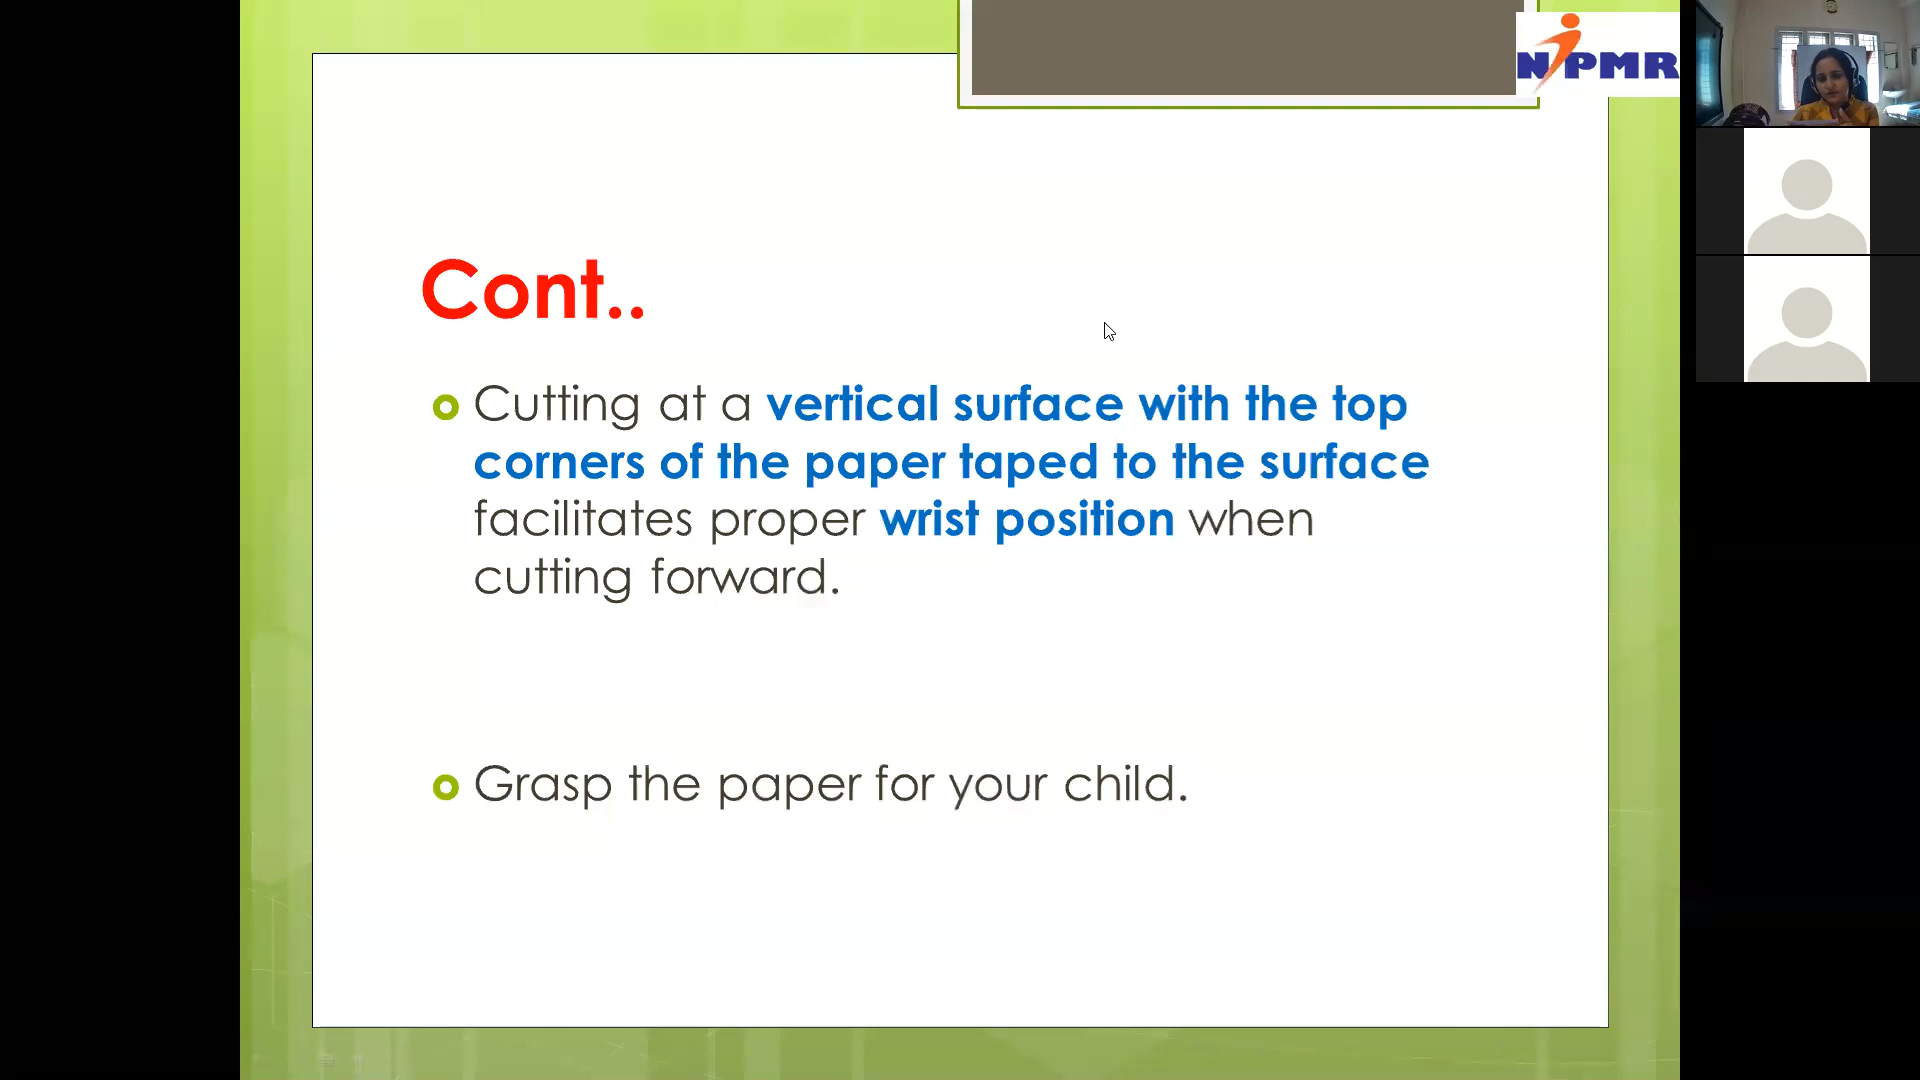 NIPMR
Cont..
Cutting at a vertical surface with the top
corners of the paper taped to the surface
facilitates proper wrist position when
cutting forward.
Grasp the paper for your child.